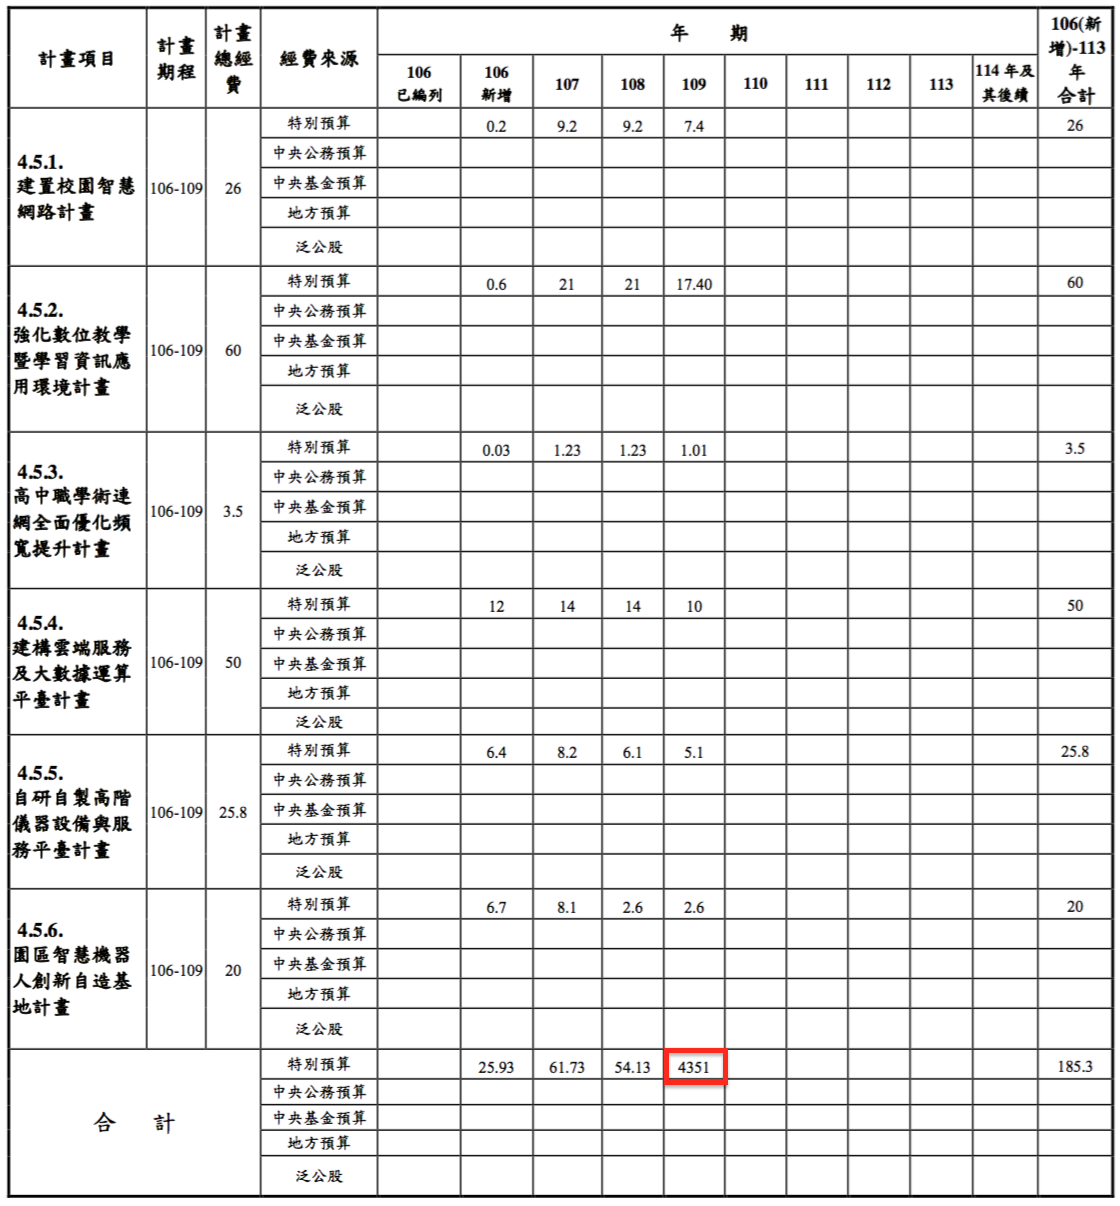 計畫項目 計畫期程 計畫總經費 經費來源 年 期 106(新增)-113年合計
106已編列 106新增 107 108 109 110 111 112 113 114年及其後續
4.5.1.建置校園智慧網路計畫 106-109 26 特別預算 0.2 9.2 9.2 7.4 26
中央公務預算
中央基金預算
地方預算
泛公股
4.5.2.強化數位教學暨學習資訊應用環境計畫 106-109 60 特別預算 0.6 21 21 17.40 60
中央公務預算
中央基金預算
地方預算
泛公股
4.5.3.高中職學術連網全面優化頻寬提升計畫 106-109 3.5 特別預算 0.03 1.23 1.23 1.01 3.5
中央公務預算
中央基金預算
地方預算
泛公股
4.5.4.建構雲端服務及大數據運算平臺計畫 106-109 50 特別預算 12 14 14 10 50
中央公務預算
中央基金預算
地方預算
泛公股
4.5.5.自研自製高階儀器設備與服務平臺計畫 106-109 25.8 特別預算 6.4 8.2 6.1 5.1 25.8
中央公務預算
中央基金預算
地方預算
泛公股
4.5.6.園區智慧機器人創新自造基地計畫 106-109 20 特別預算 6.7 8.1 2.6 2.6 20
中央公務預算
中央基金預算
地方預算
泛公股
合 計 特別預算 25.93 61.73 54.13 4351 185.3
中央公務預算
中央基金預算
地方預算
泛公股